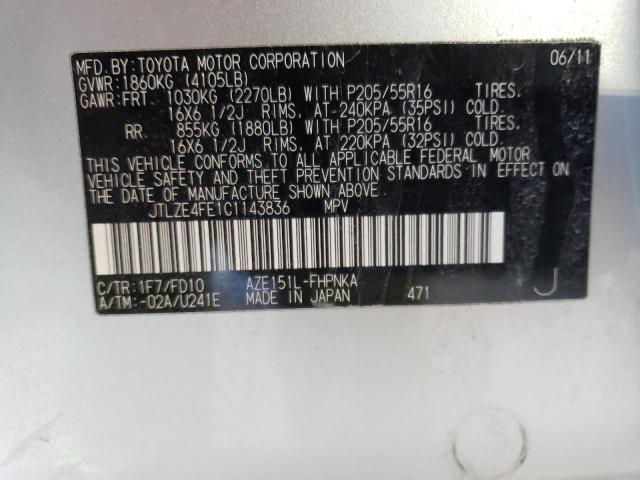 MFD. BY: TOYOTA MOTOR CORPORATION 06/11
GVWR: 1860KG (4105LB)
GAWR: FRT. 1030KG (2270LB) WITH P205/55R16 TIRES.
16X6 1/2J RIMS, AT 240KPA (35PSI) COLD.
RR. 855KG (1880LB) WITH P205/55R16 TIRES.
16X6 1/2J RIMS, AT 220KPA (32PSI) COLD.
THIS VEHICLE CONFORMS TO ALL APPLICABLE FEDERAL MOTOR
VEHICLE SAFETY AND THEFT PREVENTION STANDARDS IN EFFECT ON
THE DATE OF MANUFACTURE SHOWN ABOVE.
JTLZE4FE1C1143836 MPV
C/TR: 1F7/FD10 AZE151L-FHPNKA
A/TM: -02A/U241E MADE IN JAPAN 471 J